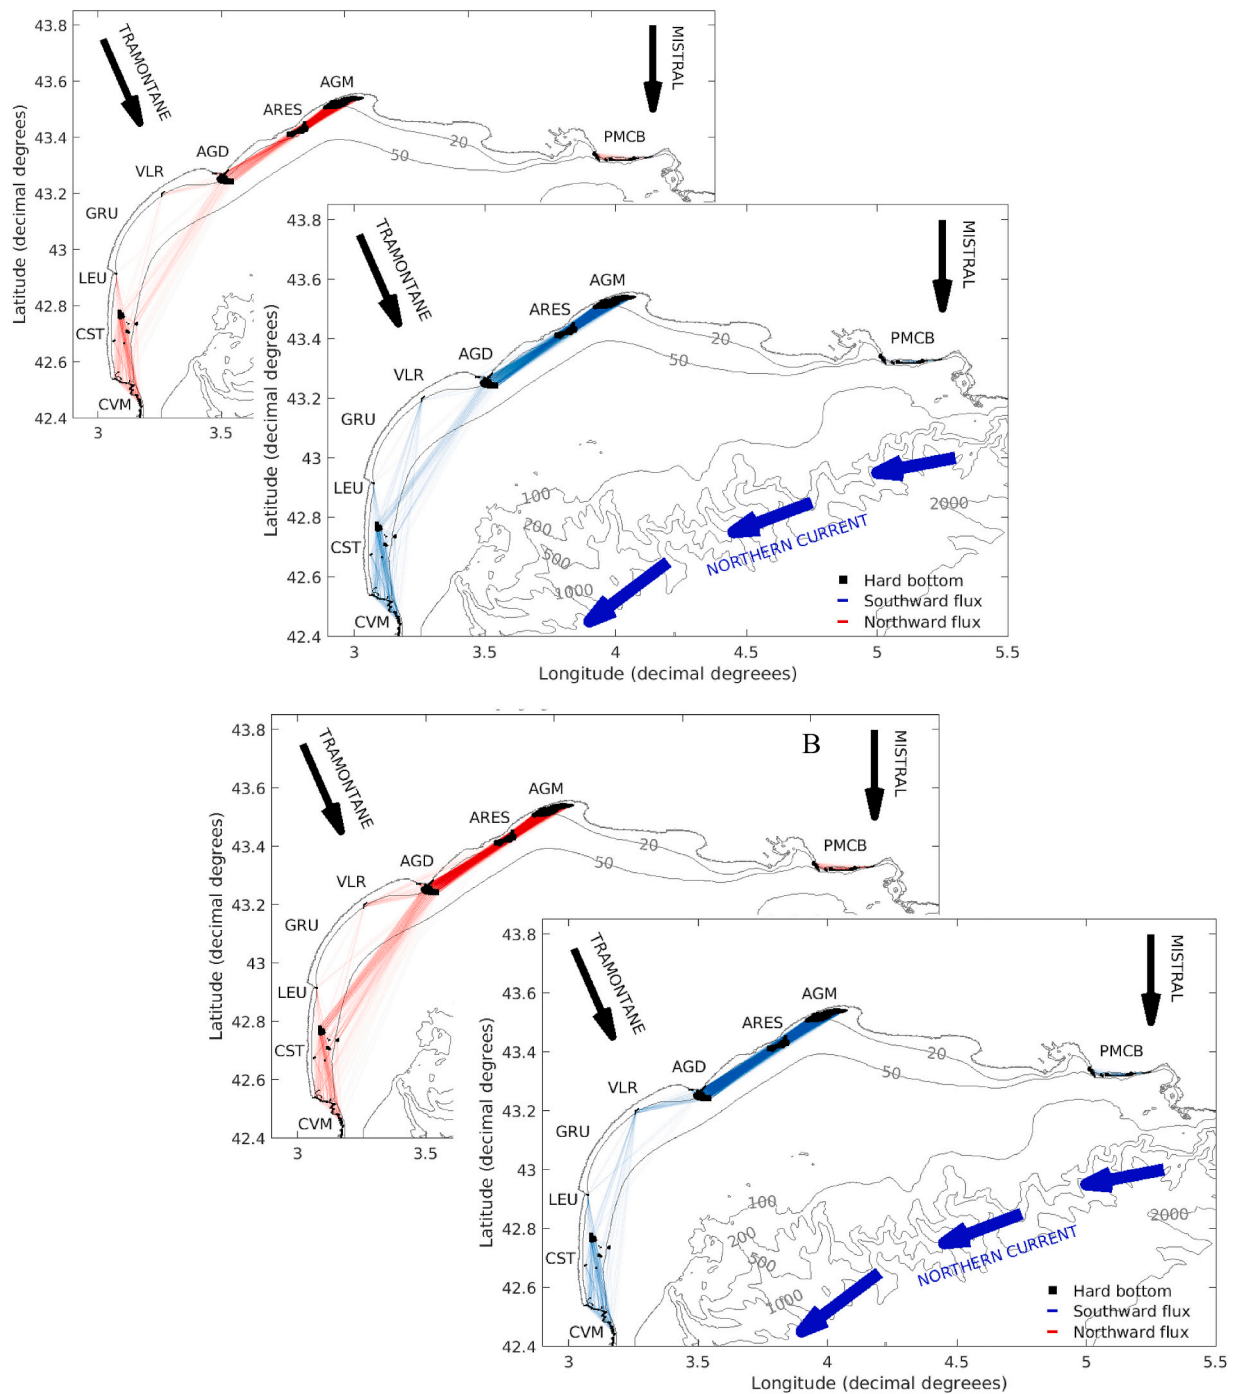 43.8
43.6
43.4
43.2
43
42.8
42.6
42.4
Latitude (decimal degrees)
3
3.5
TRAMONTANE
MISTRAL
AGM
ARES
AGD
VLR
GRU
LEU
CST
CVM
PMCB
20
50
43.8
43.6
43.4
43.2
43
42.8
42.6
42.4
Latitude (decimal degrees)
TRAMONTANE
MISTRAL
AGM
ARES
AGD
VLR
GRU
LEU
CST
CVM
PMCB
20
50
100
200
500
1000
2000
NORTHERN CURRENT
Hard bottom
Southward flux
Northward flux
3
3.5
4
4.5
5
5.5
Longitude (decimal degreees)
B
43.8
43.6
43.4
43.2
43
42.8
42.6
42.4
Latitude (decimal degrees)
3
3.5
TRAMONTANE
MISTRAL
AGM
ARES
AGD
VLR
GRU
LEU
CST
CVM
PMCB
20
50
43.8
43.6
43.4
43.2
43
42.8
42.6
42.4
Latitude (decimal degrees)
TRAMONTANE
MISTRAL
AGM
ARES
AGD
VLR
GRU
LEU
CST
CVM
PMCB
20
50
100
200
500
1000
2000
NORTHERN CURRENT
Hard bottom
Southward flux
Northward flux
3
3.5
4
4.5
5
5.5
Longitude (decimal degreees)